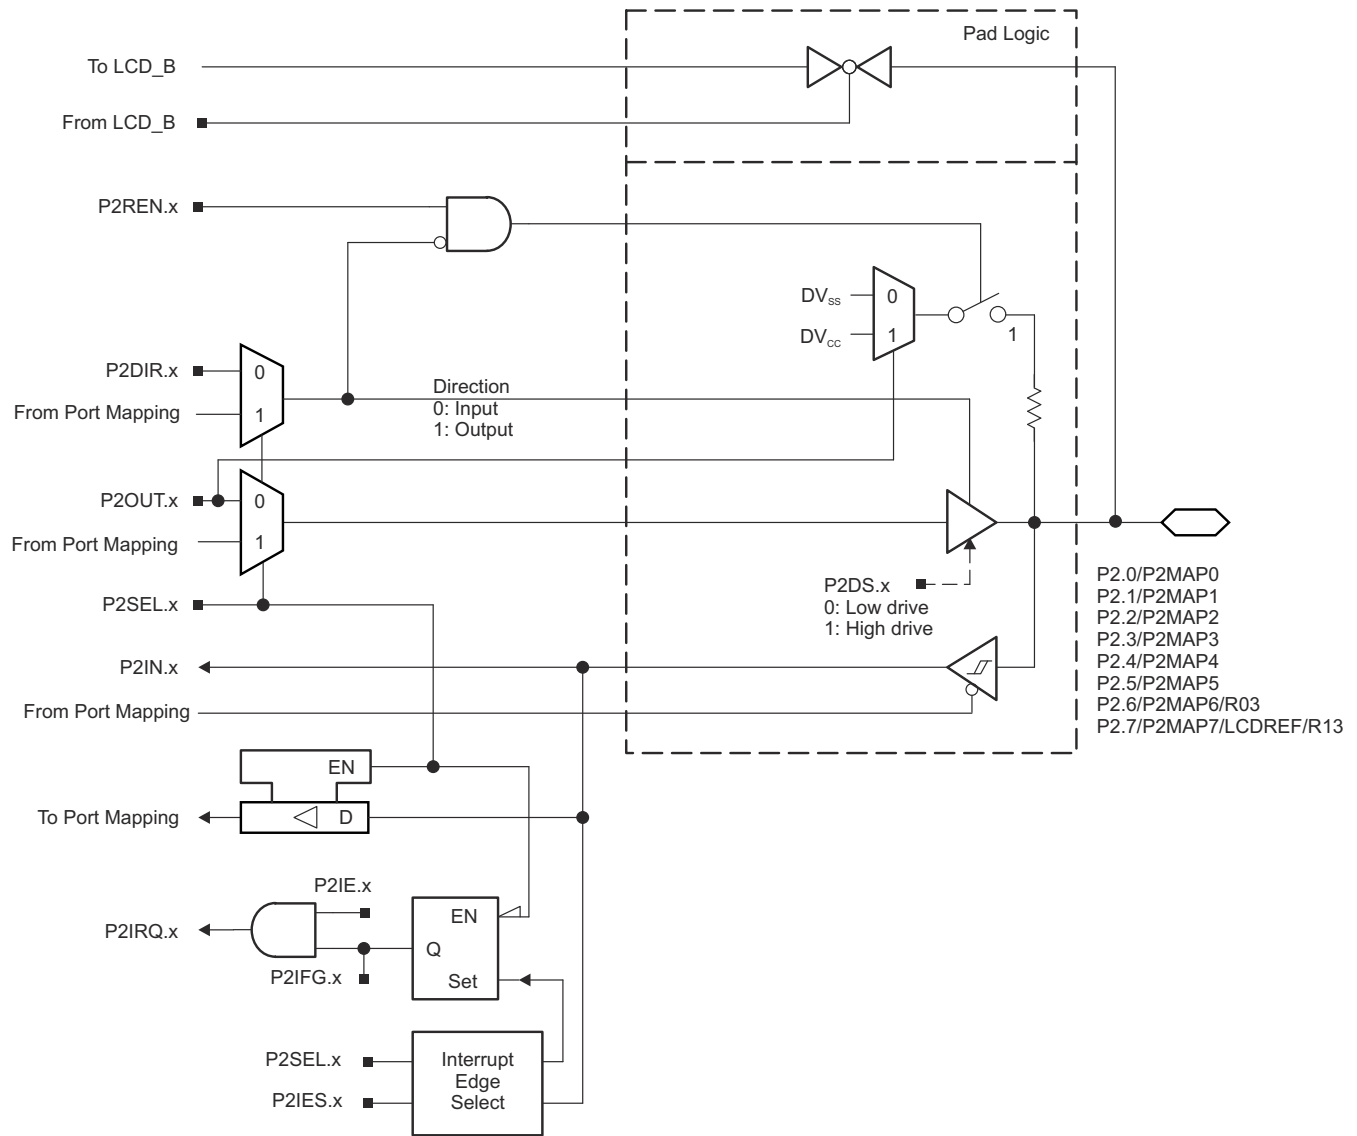 Pad Logic
To LCD_B
From LCD_B
P2REN.x
DVSS
0
DVCC
1
1
P2DIR.x
0
From Port Mapping
1
Direction
0: Input
1: Output
P2OUT.x
0
From Port Mapping
1
P2SEL.x
P2DS.x
0: Low drive
1: High drive
P2.0/P2MAP0
P2.1/P2MAP1
P2.2/P2MAP2
P2.3/P2MAP3
P2.4/P2MAP4
P2.5/P2MAP5
P2.6/P2MAP6/R03
P2.7/P2MAP7/LCDREF/R13
P2IN.x
From Port Mapping
EN
To Port Mapping
D
P2IE.x
P2IRQ.x
P2IFG.x
EN
Q
Set
P2SEL.x
P2IES.x
Interrupt
Edge
Select